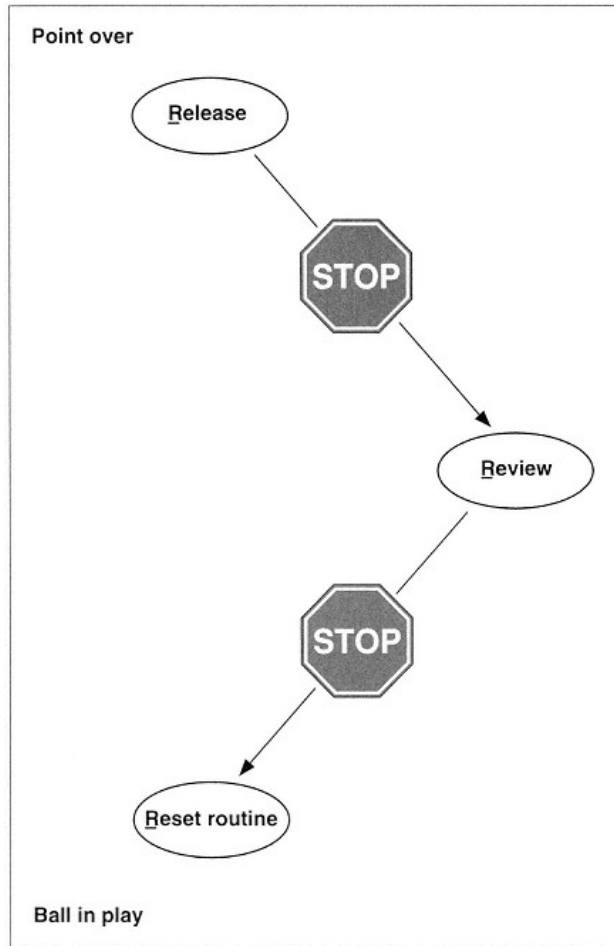 Point over
Release
STOP
Review
STOP
Reset routine
Ball in play